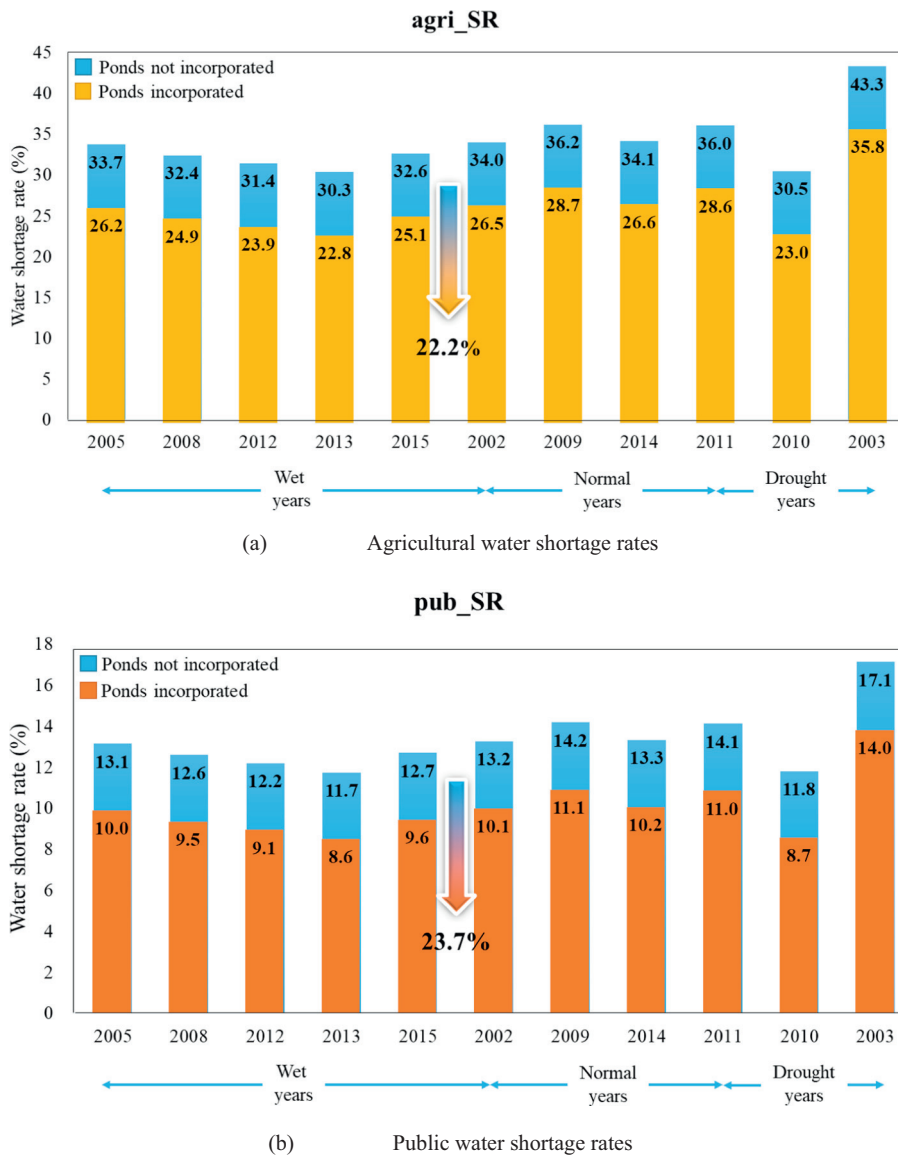 agri_SR
45
40
35
30
25
20
15
10
5
0
Water shortage rate (%)
Ponds not incorporated
Ponds incorporated
33.7 32.4 31.4 30.3 32.6 34.0 36.2 34.1 36.0 30.5 43.3
26.2 24.9 23.9 22.8 25.1 26.5 28.7 26.6 28.6 23.0 35.8
22.2%
2005 2008 2012 2013 2015 2002 2009 2014 2011 2010 2003
Wet years
Normal years
Drought years
(a) Agricultural water shortage rates
pub_SR
18
16
14
12
10
8
6
4
2
0
Water shortage rate (%)
Ponds not incorporated
Ponds incorporated
13.1 12.6 12.2 11.7 12.7 13.2 14.2 13.3 14.1 11.8 17.1
10.0 9.5 9.1 8.6 9.6 10.1 11.1 10.2 11.0 8.7 14.0
23.7%
2005 2008 2012 2013 2015 2002 2009 2014 2011 2010 2003
Wet years
Normal years
Drought years
(b) Public water shortage rates